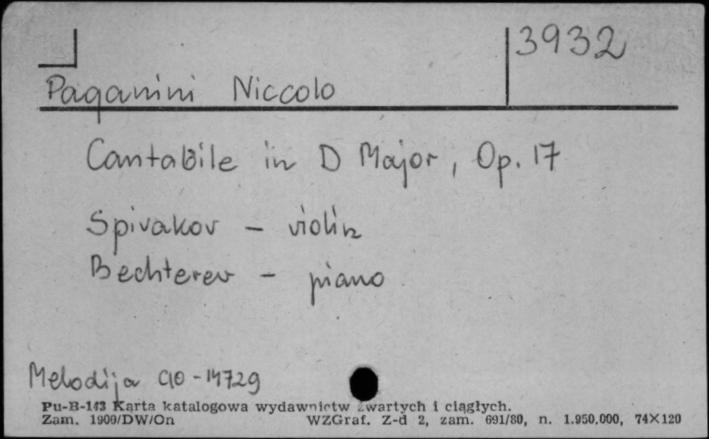 3932
Paganini Niccolo
Cantabile in D Major, Op. 17
Spivakov - violin
Bechterev - piano
Melodija C10-14729
Pu-B-143 Karta katalogowa wydawnictw zwartych i ciągłych.
Zam. 1900/DW/On WZGraf. Z-d 2, zam. 691/80, n. 1.950.000, 74×120